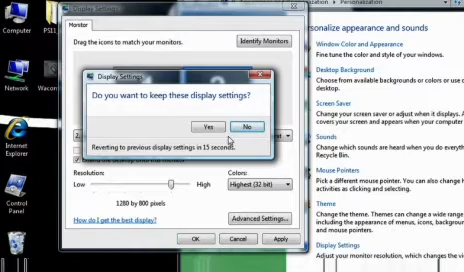 Display Settings
Personalization
Monitor
Drag the icons to match your monitors.
Identify Monitors
Display Settings
Do you want to keep these display settings?
Yes
No
Reverting to previous display settings in 15 seconds.
Resolution:
Low
High
1280 by 800 pixels
Colors:
Highest (32 bit)
How do I get the best display?
Advanced Settings...
OK
Cancel
Apply
Computer
Network
Internet
Explorer
Control
Panel
personalize appearance and sounds
Window Color and Appearance
Fine tune the color and style of your windows.
Desktop Background
Choose from available backgrounds or colors or use
Screen Saver
Change your screen saver or adjust when it displays. A
covers your screen and appears when your computer
Sounds
Change which sounds are heard when you do everyth
Recycle Bin.
Mouse Pointers
Pick a different mouse pointer. You can also change h
activities as clicking and selecting.
Theme
Change the theme. Themes can change a wide range
including the appearance of menus, icons, background
and mouse pointers.
Display Settings
Adjust your monitor resolution, which changes the vi